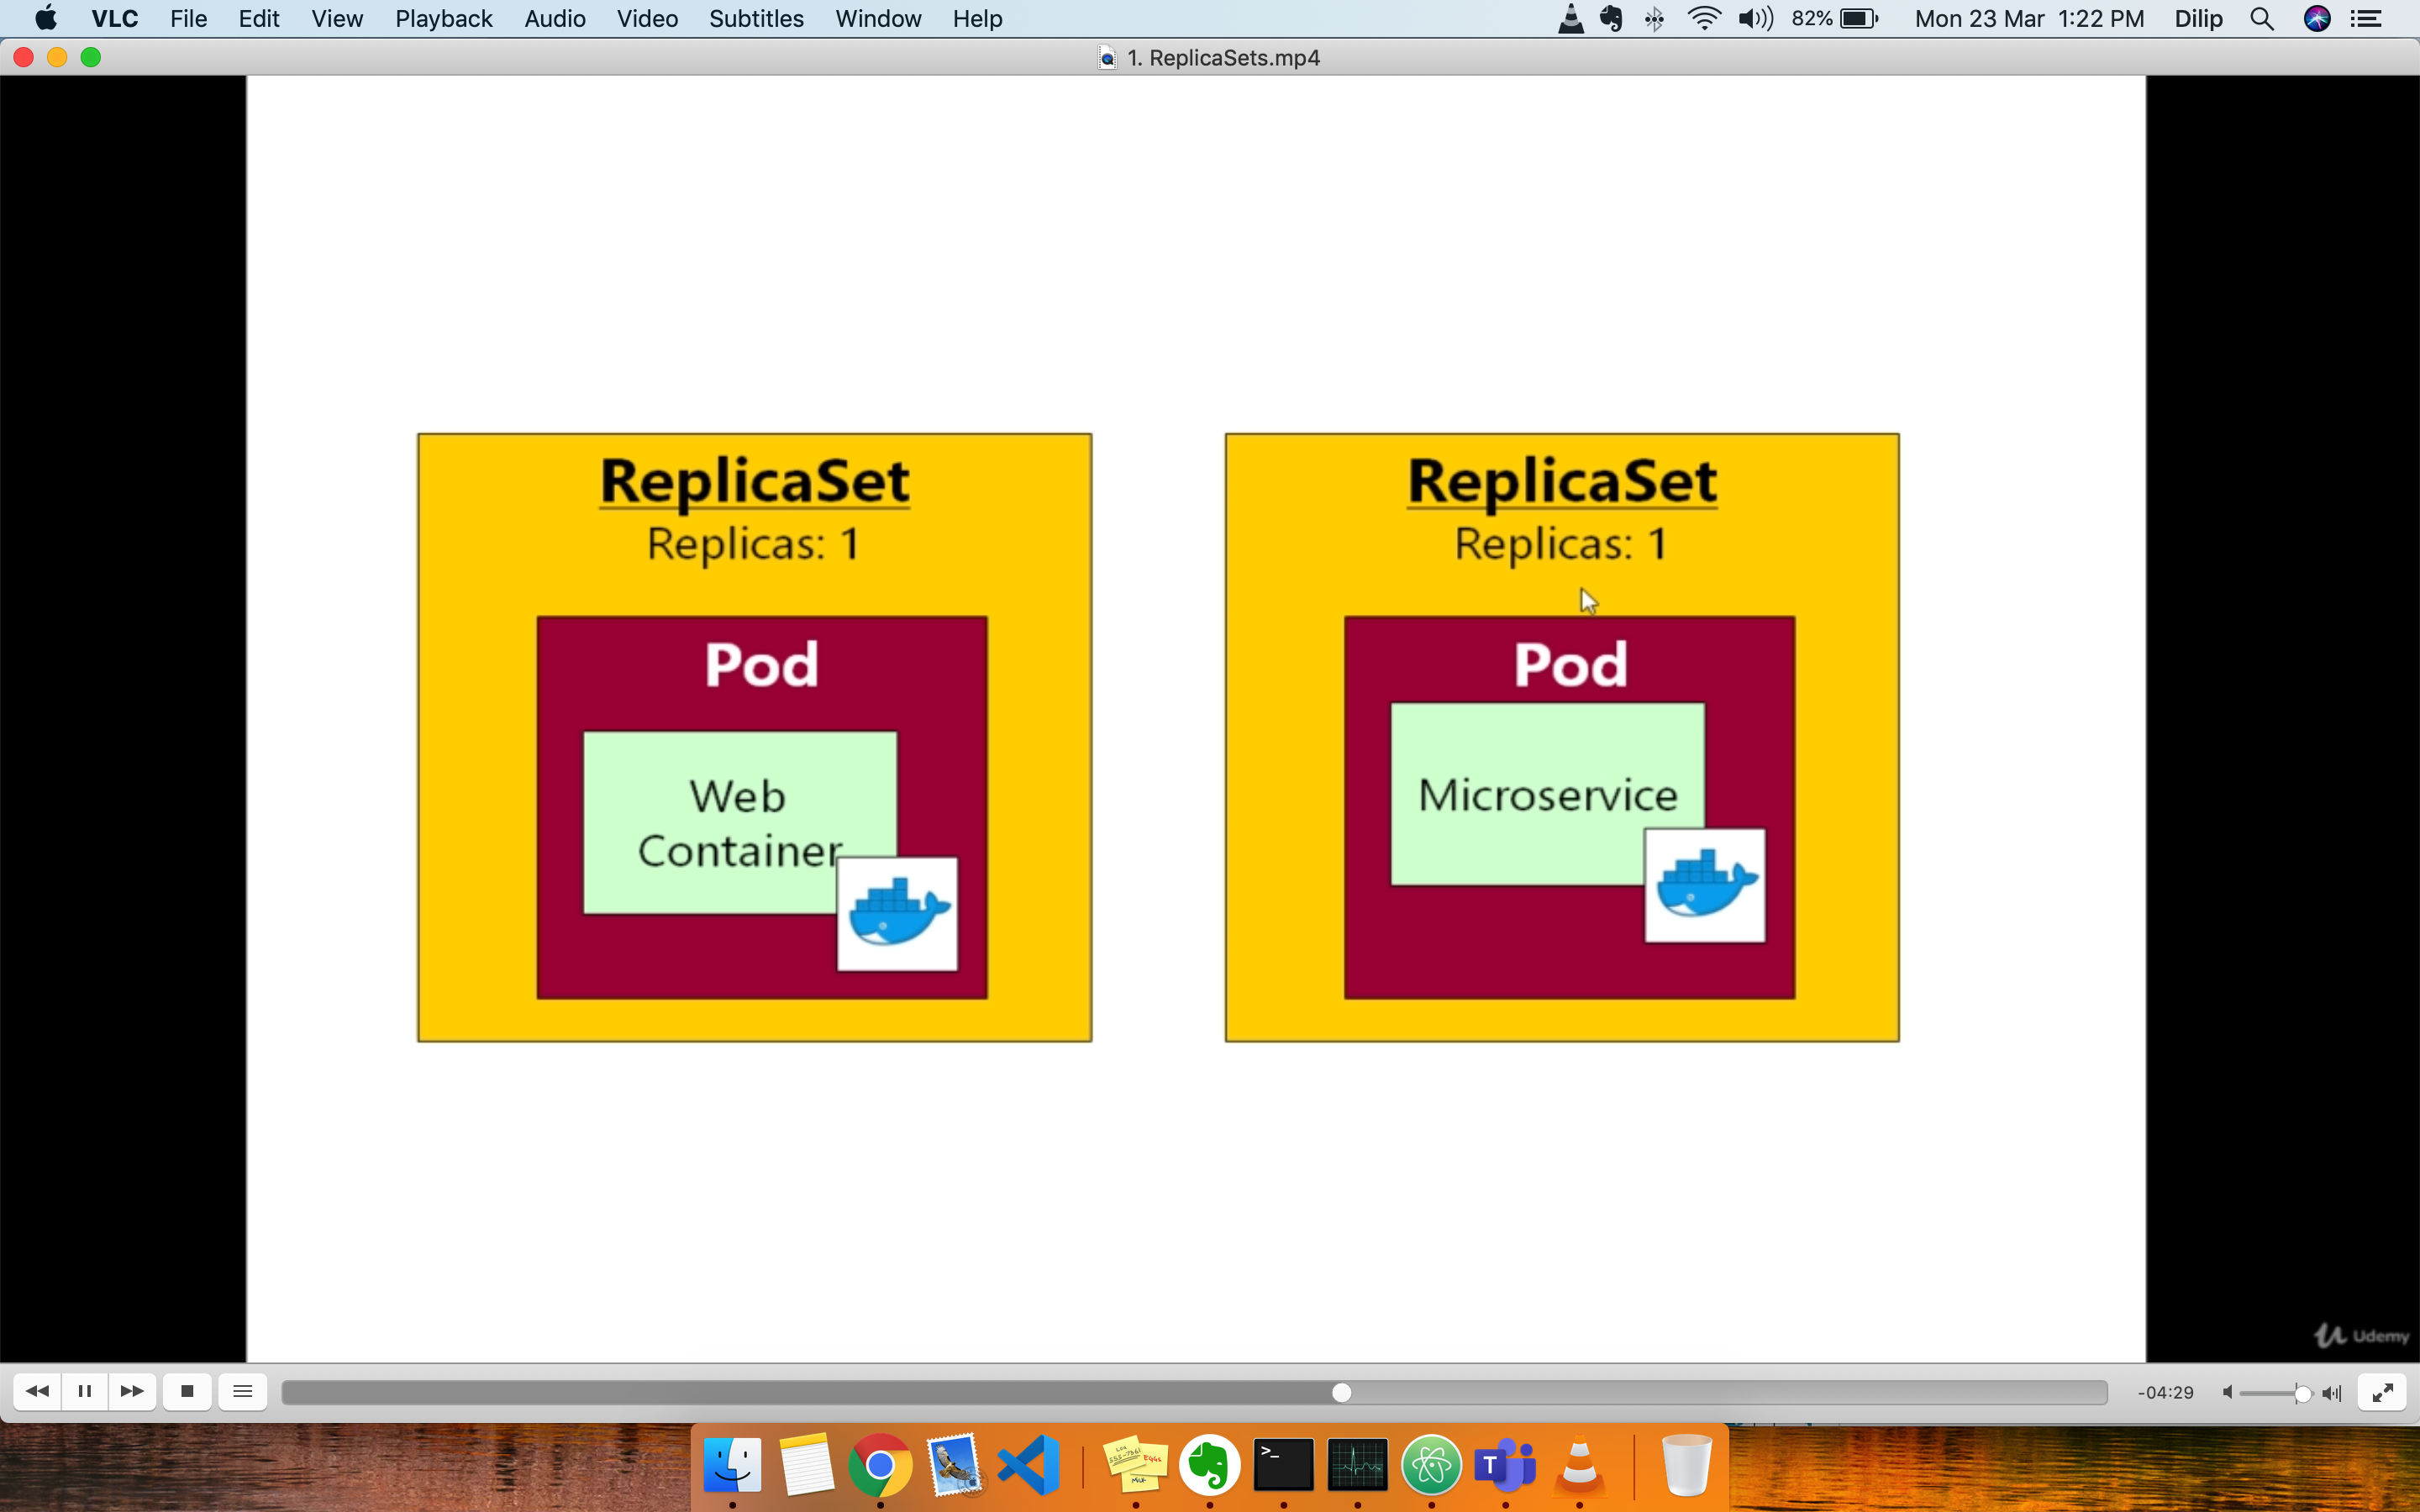 VLC File Edit View Playback Audio Video Subtitles Window Help 82% Mon 23 Mar 1:22 PM Dilip
1. ReplicaSets.mp4
ReplicaSet
Replicas: 1
Pod
Web
Container
ReplicaSet
Replicas: 1
Pod
Microservice
Udemy
-04:29